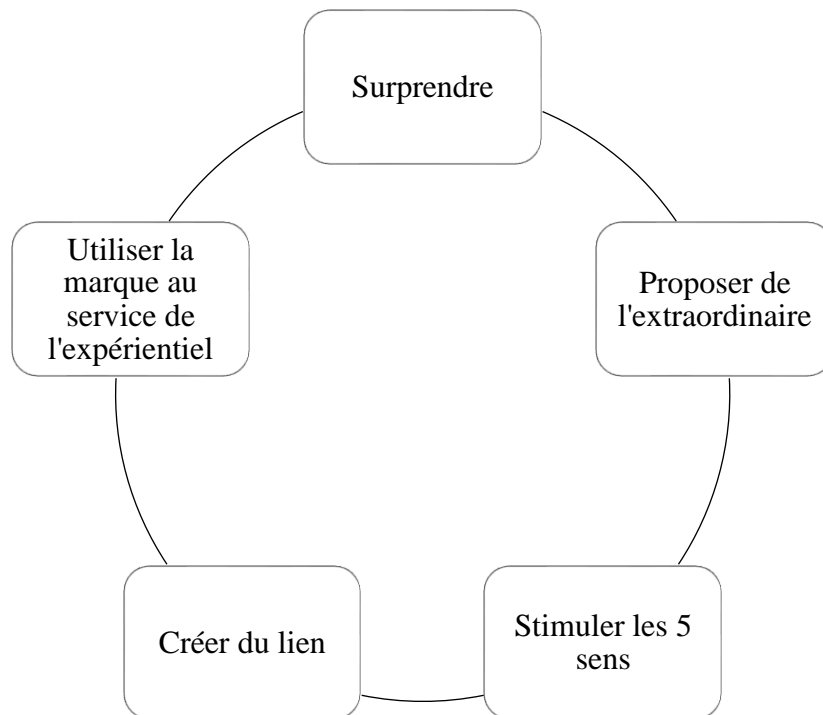 Surprendre
Proposer de
l'extraordinaire
Stimuler les 5
sens
Créer du lien
Utiliser la
marque au
service de
l'expérientiel